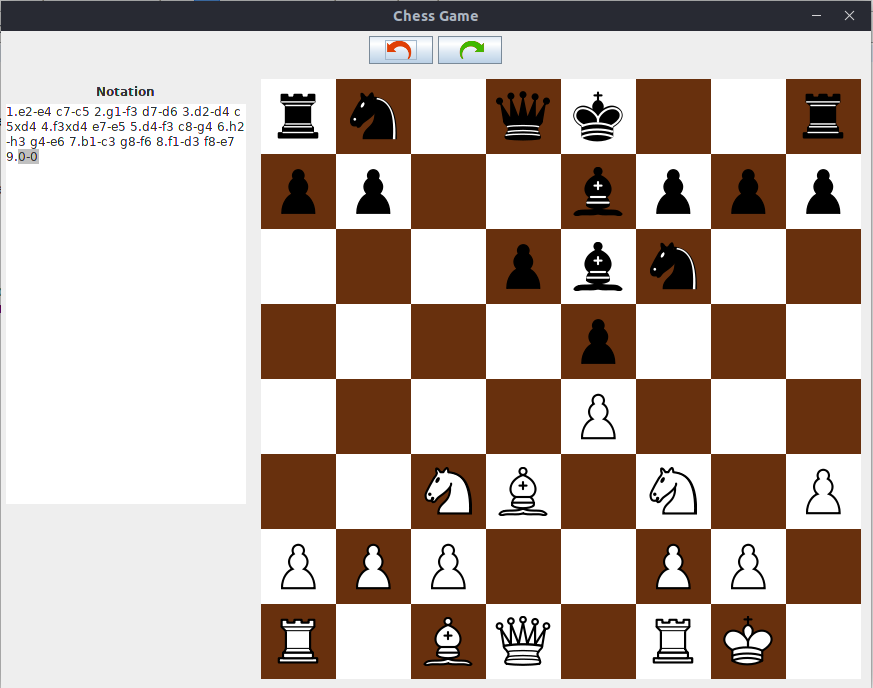 Chess Game
Notation
1.e2-e4 c7-c5 2.g1-f3 d7-d6 3.d2-d4 c
5xd4 4.f3xd4 e7-e5 5.d4-f3 c8-g4 6.h2
-h3 g4-e6 7.b1-c3 g8-f6 8.f1-d3 f8-e7
9.0-0